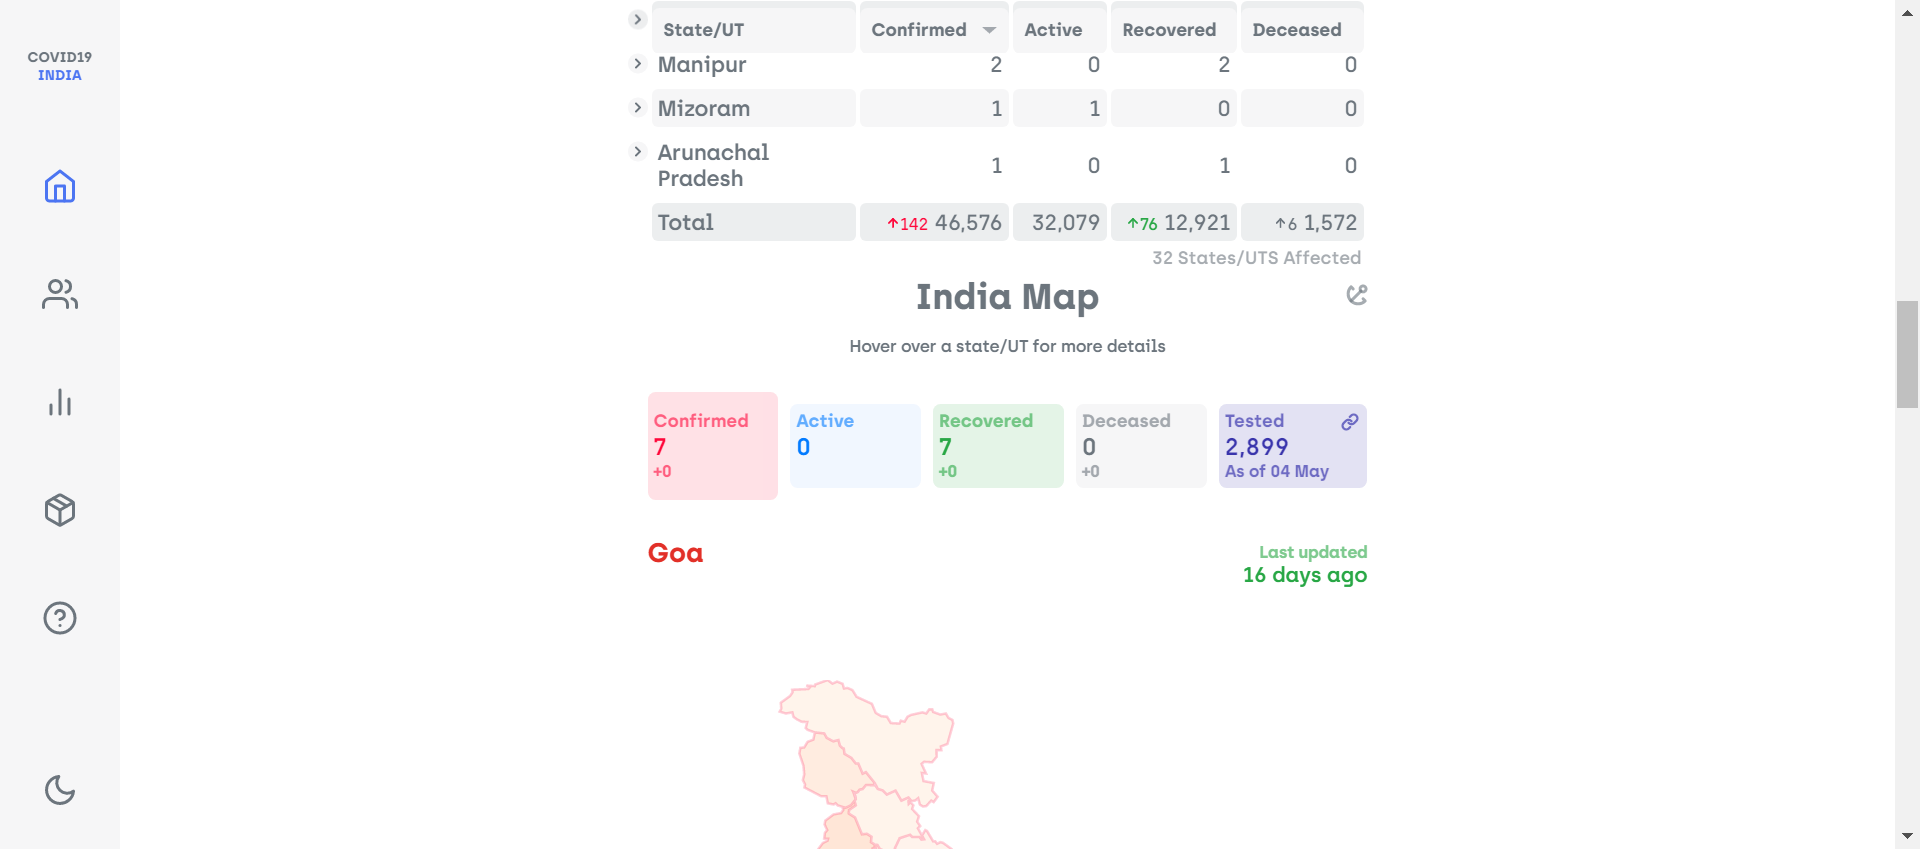 COVID19
INDIA
State/UT Confirmed Active Recovered Deceased
Manipur 2 0 2 0
Mizoram 1 1 0 0
Arunachal
Pradesh 1 0 1 0
Total ↑142 46,576 32,079 ↑76 12,921 ↑6 1,572
32 States/UTS Affected
India Map
Hover over a state/UT for more details
Confirmed
7
+0
Active
0
Recovered
7
+0
Deceased
0
+0
Tested
2,899
As of 04 May
Goa
Last updated
16 days ago